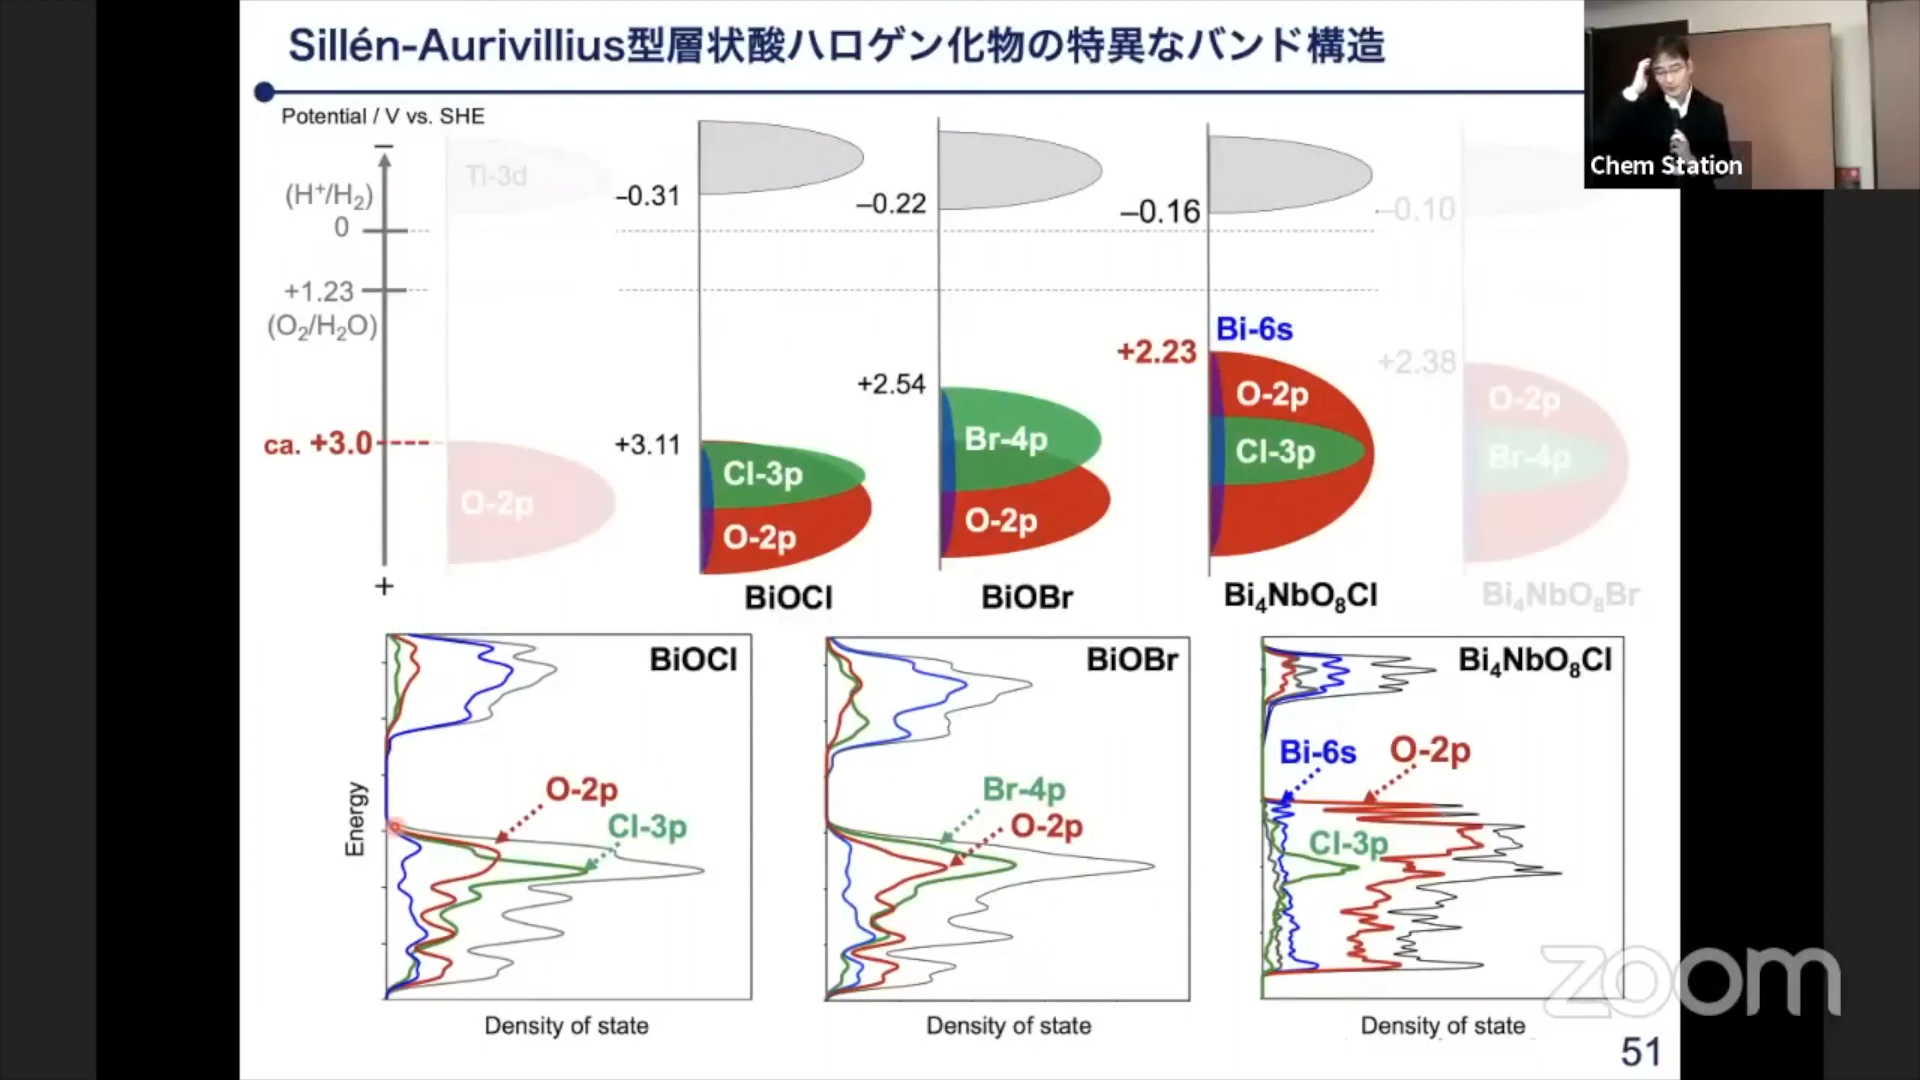 Sillén-Aurivillius型層状酸ハロゲン化物の特異なバンド構造
Chem Station
Potential / V vs. SHE
−
(H⁺/H₂)
0
+1.23
(O₂/H₂O)
ca. +3.0
+
Ti-3d
O-2p
–0.31
+3.11
Cl-3p
O-2p
BiOCl
–0.22
+2.54
Br-4p
O-2p
BiOBr
–0.16
+2.23
Bi-6s
O-2p
Cl-3p
Bi₄NbO₈Cl
–0.10
+2.38
O-2p
Br-4p
Bi₄NbO₈Br
BiOCl
O-2p
Cl-3p
Energy
Density of state
BiOBr
Br-4p
O-2p
Density of state
Bi₄NbO₈Cl
Bi-6s
O-2p
Cl-3p
Density of state
zoom
51